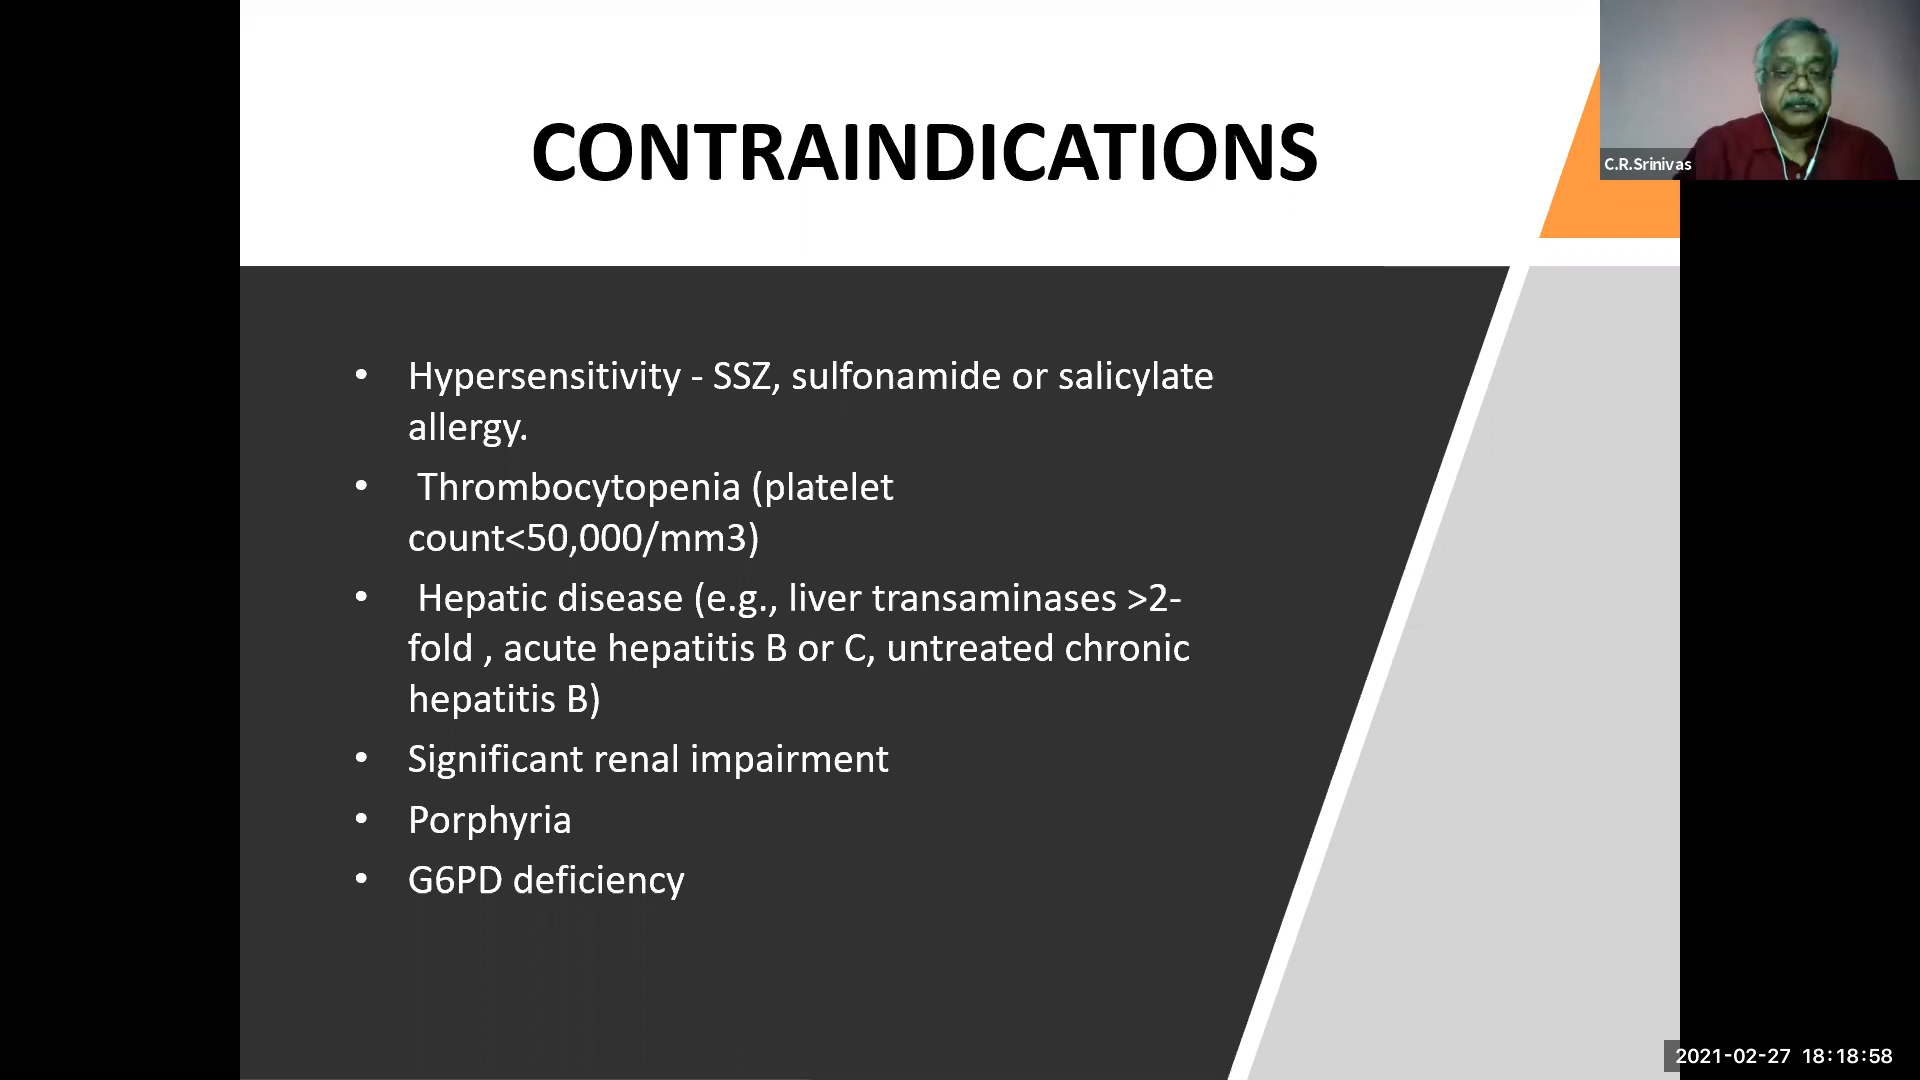 CONTRAINDICATIONS
C.R.Srinivas
• Hypersensitivity - SSZ, sulfonamide or salicylate
allergy.
• Thrombocytopenia (platelet
count<50,000/mm3)
• Hepatic disease (e.g., liver transaminases >2-
fold , acute hepatitis B or C, untreated chronic
hepatitis B)
• Significant renal impairment
• Porphyria
• G6PD deficiency
2021-02-27 18:18:58